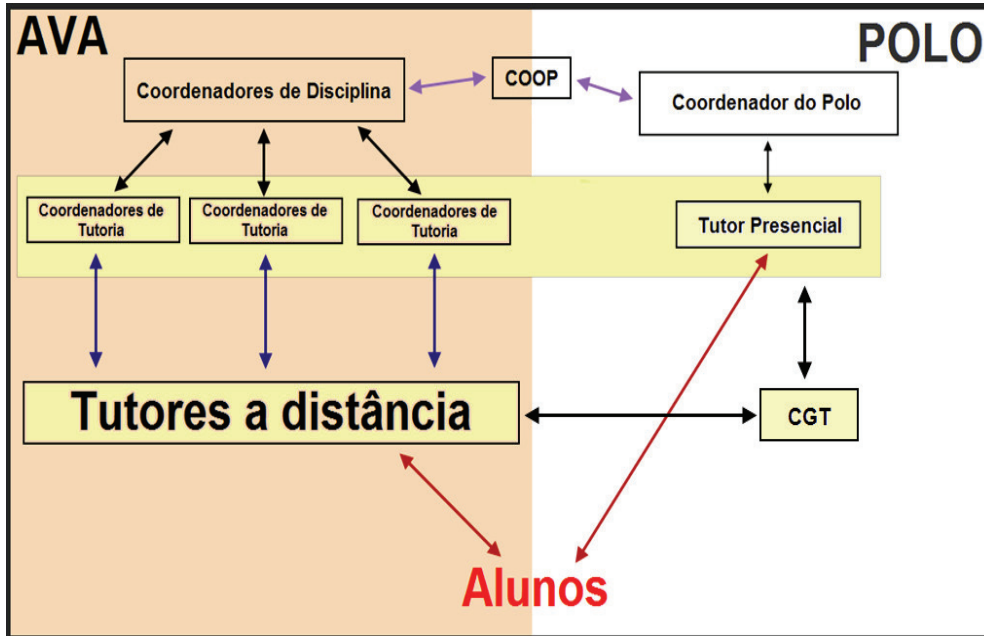 AVA
POLO
Coordenadores de Disciplina
COOP
Coordenador do Polo
Coordenadores de
Tutoria
Coordenadores de
Tutoria
Coordenadores de
Tutoria
Tutor Presencial
Tutores a distância
CGT
Alunos